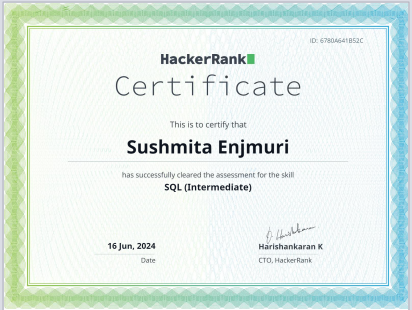 ID: 6780A641B52C
HackerRank
Certificate
This is to certify that
Sushmita Enjmuri
has successfully cleared the assessment for the skill
SQL (Intermediate)
16 Jun, 2024
Date
Harishankaran K
CTO, HackerRank